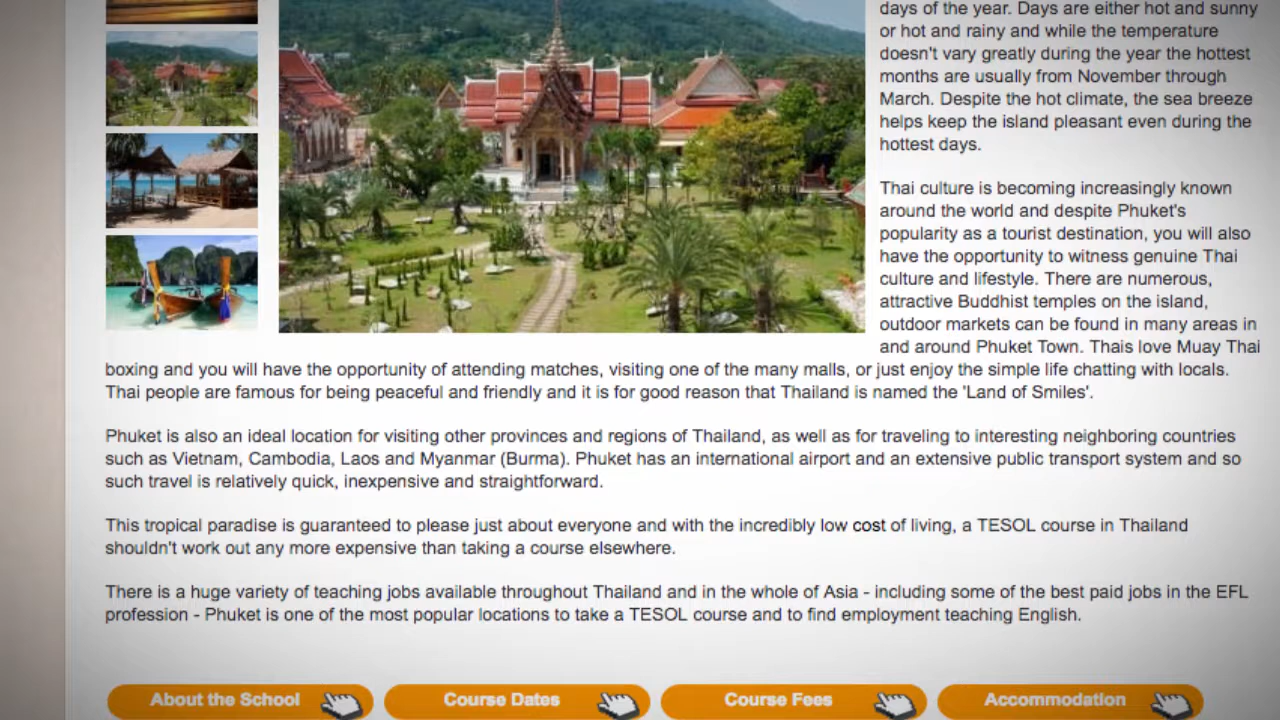 days of the year. Days are either hot and sunny
or hot and rainy and while the temperature
doesn't vary greatly during the year the hottest
months are usually from November through
March. Despite the hot climate, the sea breeze
helps keep the island pleasant even during the
hottest days.
Thai culture is becoming increasingly known
around the world and despite Phuket's
popularity as a tourist destination, you will also
have the opportunity to witness genuine Thai
culture and lifestyle. There are numerous,
attractive Buddhist temples on the island,
outdoor markets can be found in many areas in
and around Phuket Town. Thais love Muay Thai
boxing and you will have the opportunity of attending matches, visiting one of the many malls, or just enjoy the simple life chatting with locals.
Thai people are famous for being peaceful and friendly and it is for good reason that Thailand is named the 'Land of Smiles'.
Phuket is also an ideal location for visiting other provinces and regions of Thailand, as well as for traveling to interesting neighboring countries
such as Vietnam, Cambodia, Laos and Myanmar (Burma). Phuket has an international airport and an extensive public transport system and so
such travel is relatively quick, inexpensive and straightforward.
This tropical paradise is guaranteed to please just about everyone and with the incredibly low cost of living, a TESOL course in Thailand
shouldn't work out any more expensive than taking a course elsewhere.
There is a huge variety of teaching jobs available throughout Thailand and in the whole of Asia - including some of the best paid jobs in the EFL
profession - Phuket is one of the most popular locations to take a TESOL course and to find employment teaching English.
About the School
Course Dates
Course Fees
Accommodation